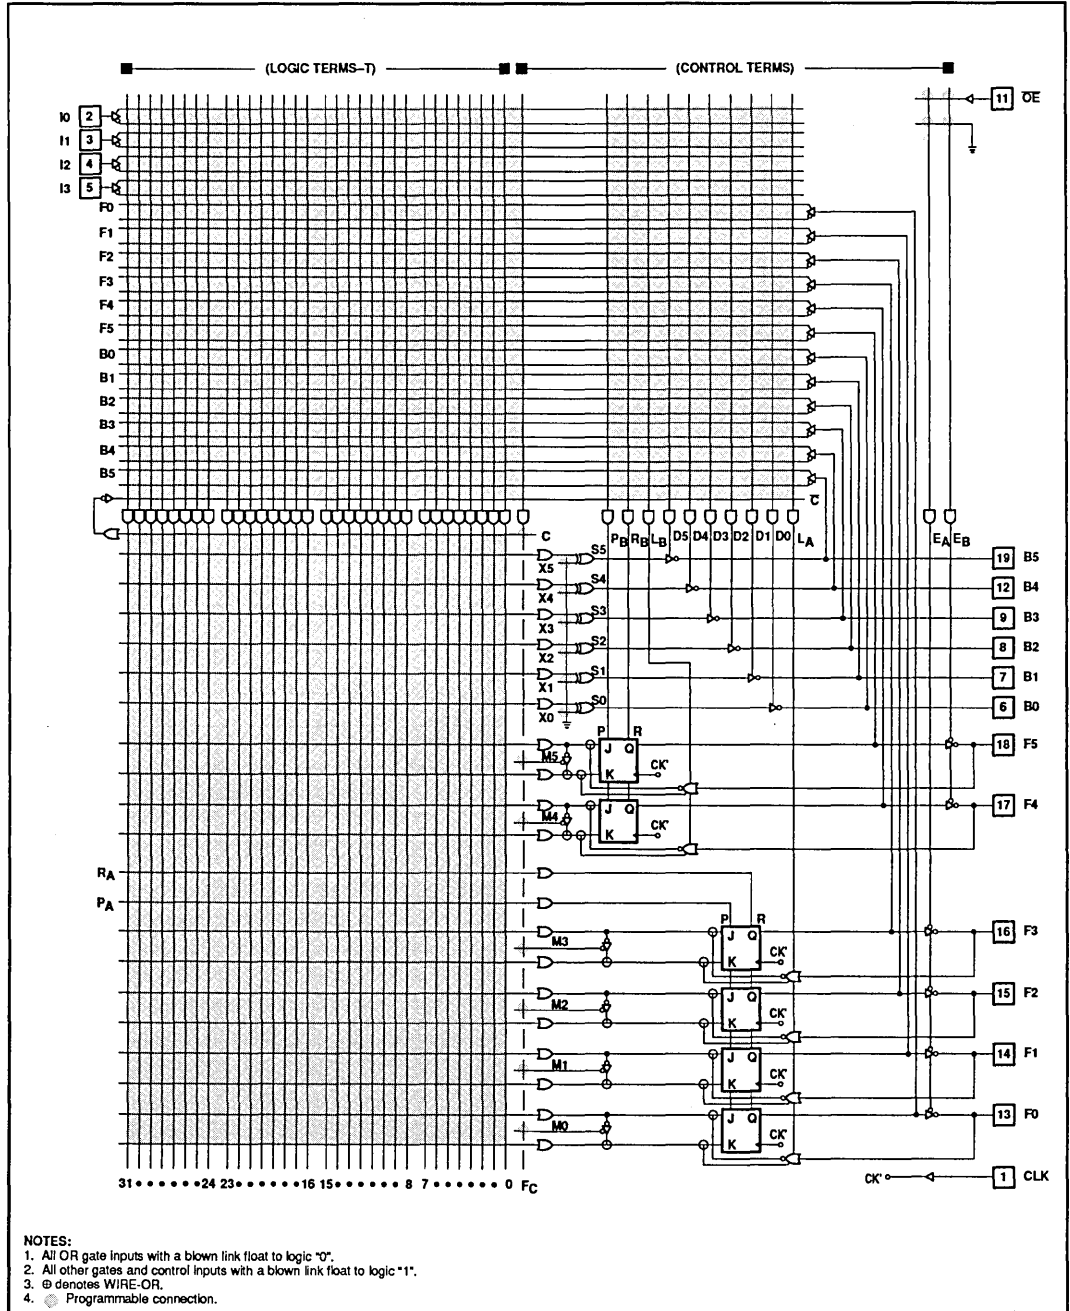 (LOGIC TERMS–T) (CONTROL TERMS)
11 OE
I0 2
I1 3
I2 4
I3 5
F0
F1
F2
F3
F4
F5
B0
B1
B2
B3
B4
B5
C
C PB RB LB D5 D4 D3 D2 D1 D0 LA EA EB
X5 S5 19 B5
X4 S4 12 B4
X3 S3 9 B3
X2 S2 8 B2
X1 S1 7 B1
X0 S0 6 B0
P R
J Q 18 F5
M5 CK'
K
J Q 17 F4
M4 CK'
K
RA
PA
P R
J Q 16 F3
M3 CK'
K
J Q 15 F2
M2 CK'
K
J Q 14 F1
M1 CK'
K
J Q 13 F0
M0 CK'
K
31 • • • • • • 24 23 • • • • • • 16 15 • • • • • • 8 7 • • • • • • 0 FC
CK' 1 CLK
NOTES:
1. All OR gate inputs with a blown link float to logic "0".
2. All other gates and control inputs with a blown link float to logic "1".
3. ⊕ denotes WIRE-OR.
4. Programmable connection.